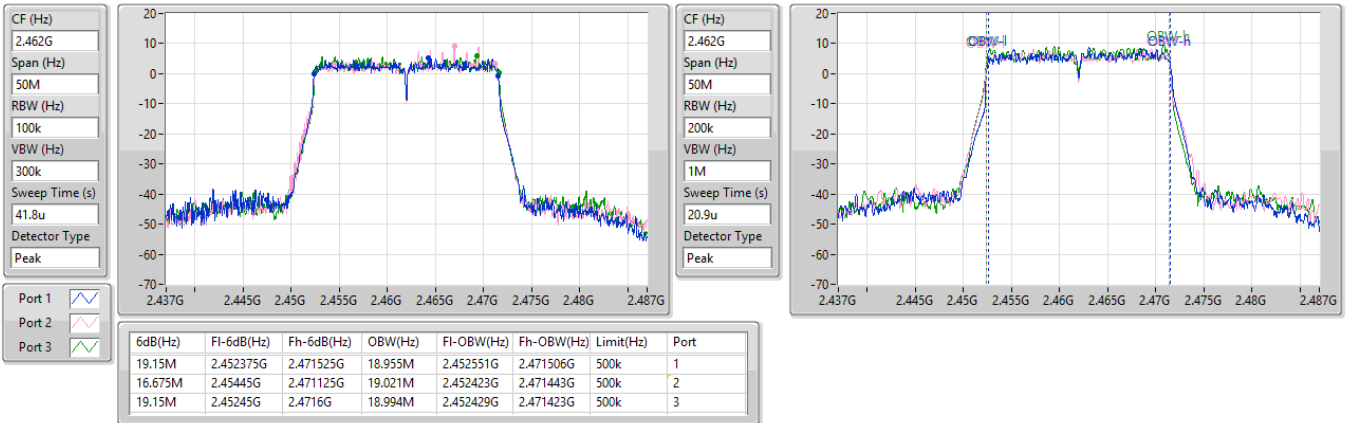 CF (Hz)
2.462G
Span (Hz)
50M
RBW (Hz)
100k
VBW (Hz)
300k
Sweep Time (s)
41.8u
Detector Type
Peak
20
10
0
-10
-20
-30
-40
-50
-60
-70
2.437G 2.445G 2.45G 2.455G 2.46G 2.465G 2.47G 2.475G 2.48G 2.487G
CF (Hz)
2.462G
Span (Hz)
50M
RBW (Hz)
200k
VBW (Hz)
1M
Sweep Time (s)
20.9u
Detector Type
Peak
20
10
0
-10
-20
-30
-40
-50
-60
-70
OBW-l OBW-h
2.437G 2.445G 2.45G 2.455G 2.46G 2.465G 2.47G 2.475G 2.48G 2.487G
Port 1
Port 2
Port 3
6dB(Hz) Fl-6dB(Hz) Fh-6dB(Hz) OBW(Hz) Fl-OBW(Hz) Fh-OBW(Hz) Limit(Hz) Port
19.15M 2.452375G 2.471525G 18.955M 2.452551G 2.471506G 500k 1
16.675M 2.45445G 2.471125G 19.021M 2.452423G 2.471443G 500k 2
19.15M 2.45245G 2.4716G 18.994M 2.452429G 2.471423G 500k 3